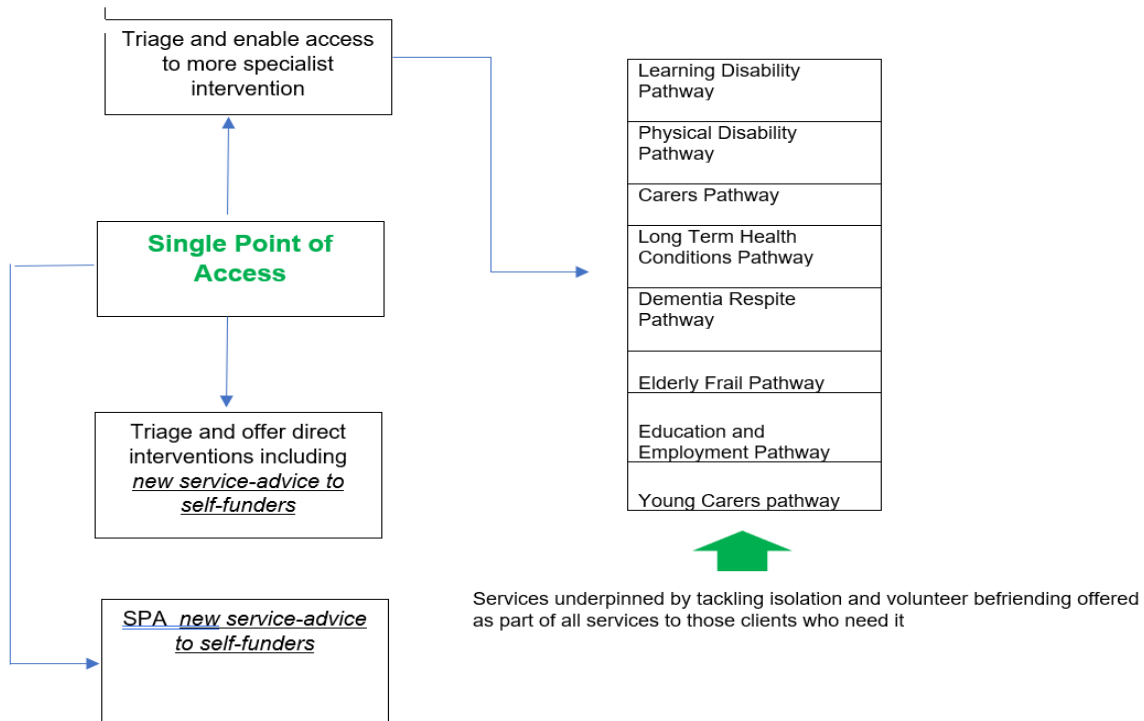 Triage and enable access
to more specialist
intervention
Single Point of
Access
Triage and offer direct
interventions including
new service-advice to
self-funders
SPA  new service-advice
to self-funders
Learning Disability
Pathway
Physical Disability
Pathway
Carers Pathway
Long Term Health
Conditions Pathway
Dementia Respite
Pathway
Elderly Frail Pathway
Education and
Employment Pathway
Young Carers pathway
Services underpinned by tackling isolation and volunteer befriending offered
as part of all services to those clients who need it